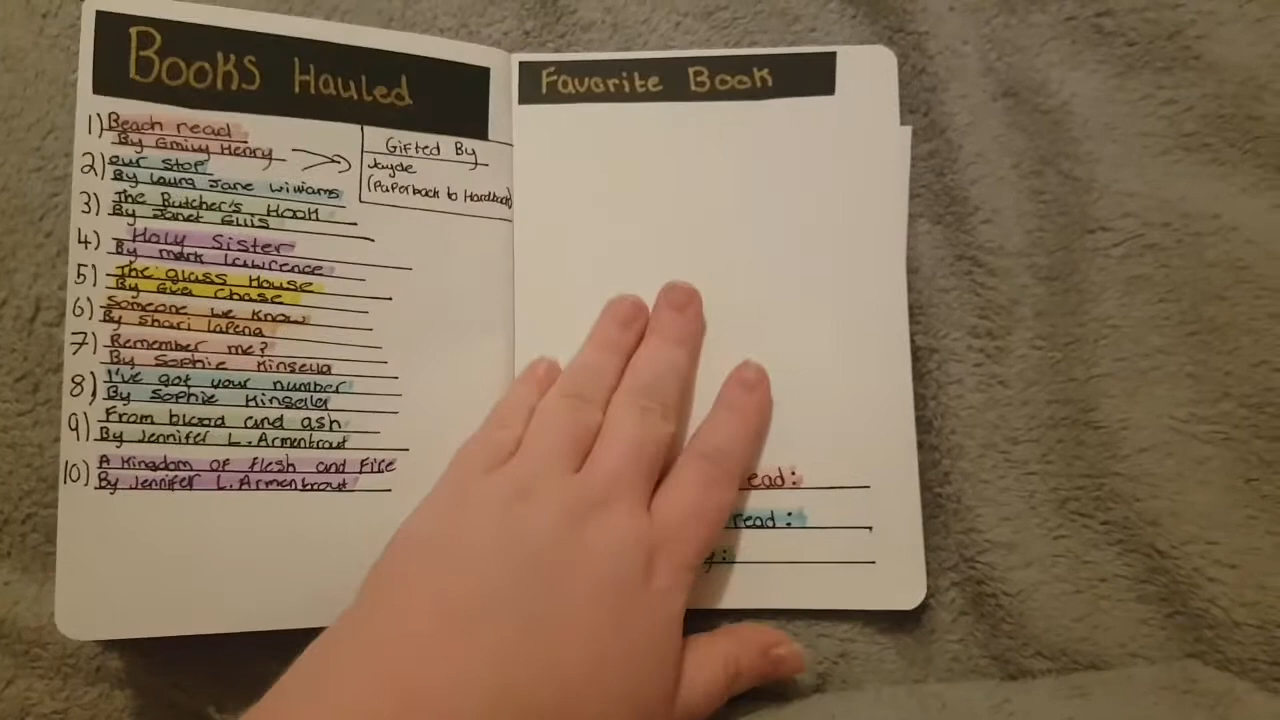 Books Hauled
1) Beach read
By Emily Henry
2) our stop
By Laura Jane Williams
3) The Butcher's Hook
By Janet Ellis
4) Holy Sister
By mark lawrence
5) The glass House
By Eve Chase
6) Someone we know
By Shari lapena
7) Remember me?
By Sophie Kinsella
8) I've got your number
By Sophie Kinsella
9) From blood and ash
By Jennifer L. Armentrout
10) A Kingdom of flesh and Fire
By Jennifer L. Armentrout
Gifted By
Jayde
(Paperback to Hardback)
Favorite Book
ead:
read: